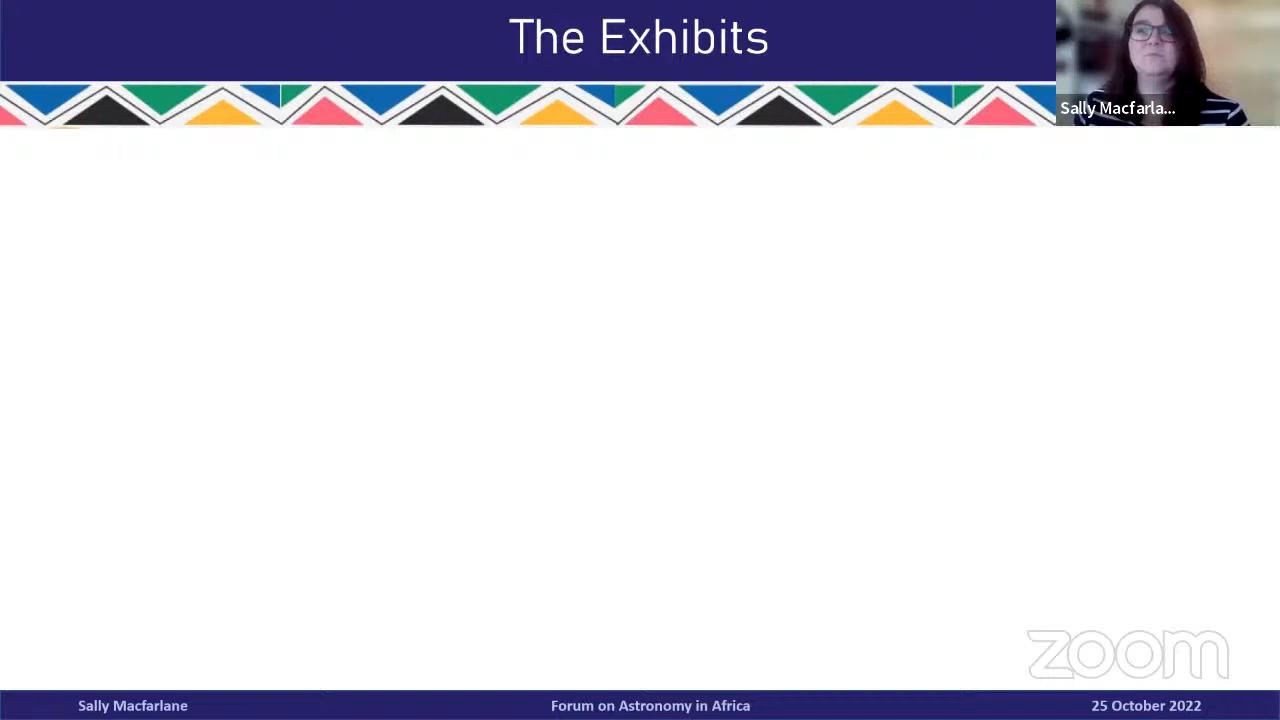 The Exhibits
Sally Macfarla...
zoom
Sally Macfarlane
Forum on Astronomy in Africa
25 October 2022